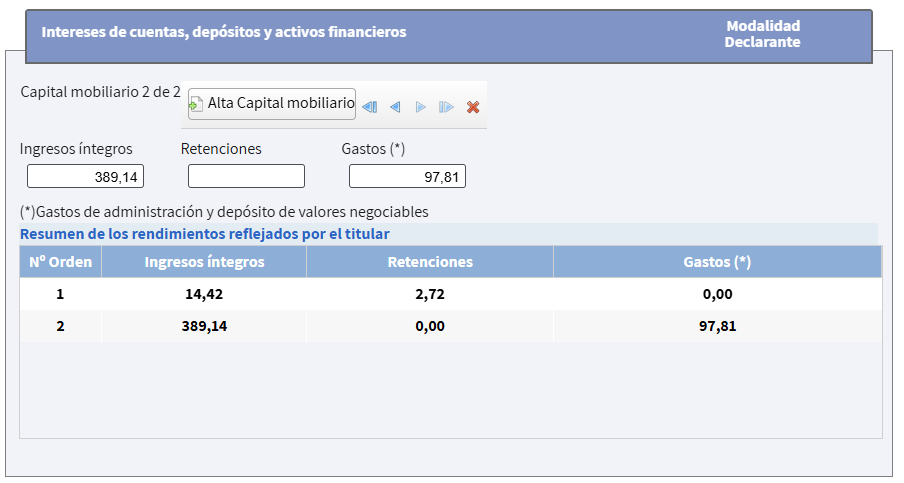 Intereses de cuentas, depósitos y activos financieros
Modalidad
Declarante
Capital mobiliario 2 de 2
Alta Capital mobiliario
Ingresos íntegros Retenciones Gastos (*)
389,14 97,81
(*)Gastos de administración y depósito de valores negociables
Resumen de los rendimientos reflejados por el titular
Nº Orden Ingresos íntegros Retenciones Gastos (*)
1 14,42 2,72 0,00
2 389,14 0,00 97,81